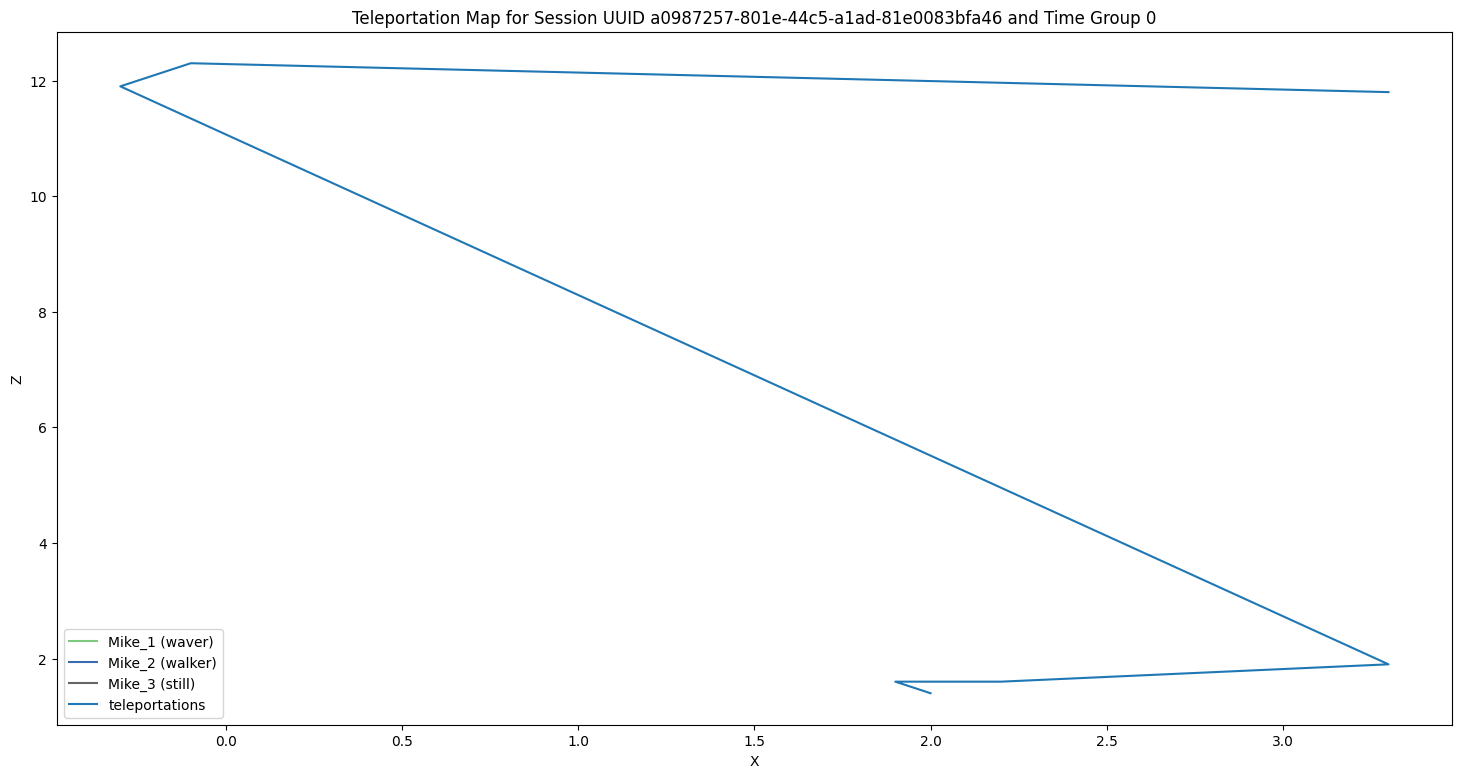 Teleportation Map for Session UUID a0987257-801e-44c5-a1ad-81e0083bfa46 and Time Group 0
12
10
8
6
4
2
Z
Mike_1 (waver)
Mike_2 (walker)
Mike_3 (still)
teleportations
0.0 0.5 1.0 1.5 2.0 2.5 3.0
X